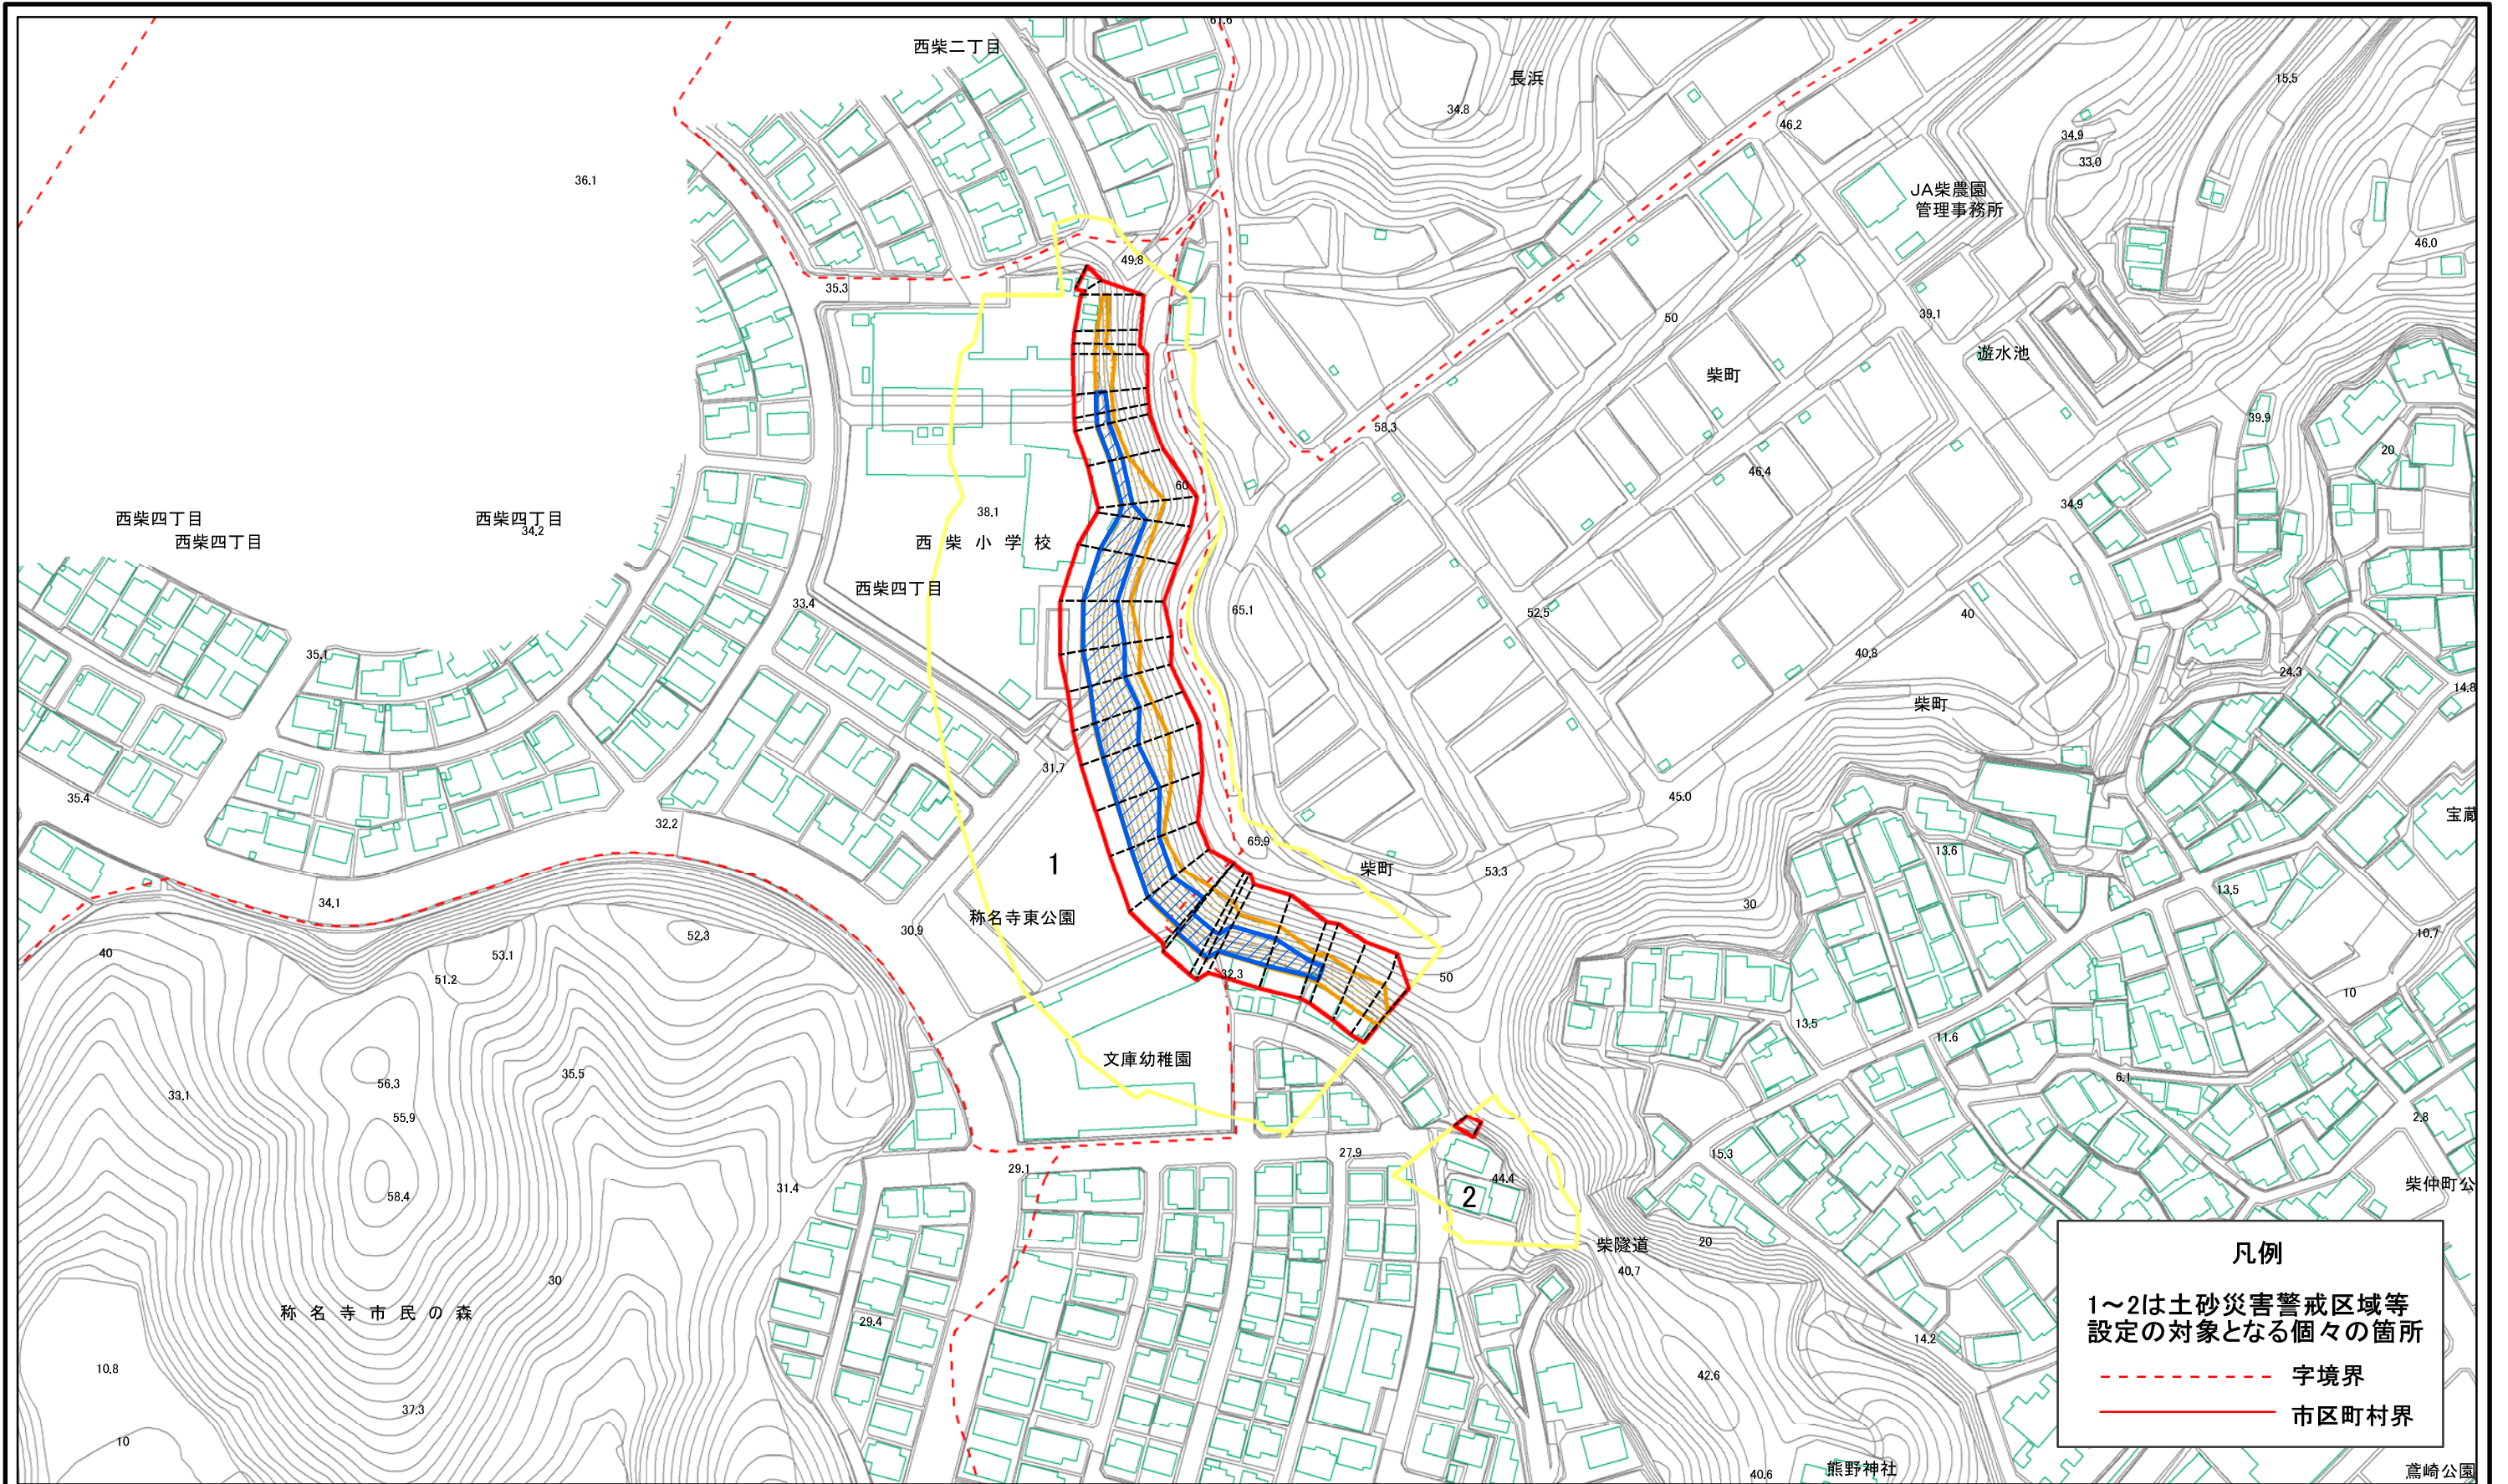 61.6
西柴二丁目
長浜
15.5
34.8
46.2
34.9
33.0
36.1
JA柴農園
管理事務所
46.0
49.8
35.3
39.1
50
遊水池
柴町
58.3
39.9
20
46.4
60
34.9
38.1
西柴四丁目
西柴四丁目
34.2
西柴四丁目
西柴小学校
西柴四丁目
33.4
65.1
52.5
40
35.1
40.8
24.3
14.8
柴町
31.7
35.4
45.0
宝蔵
32.2
65.9
13.6
1
柴町
53.3
13.5
34.1
30
称名寺東公園
30.9
52.3
10.7
40
53.1
51.2
32.3
50
10
13.5
11.6
文庫幼稚園
35.5
56.3
33.1
6.1
55.9
2.8
27.9
15.3
29.1
44.4
31.4
58.4
柴仲町公
2
20
柴隧道
40.7
30
称名寺市民の森
29.4
14.2
10.8
42.6
37.3
10
40.6
熊野神社
鳶崎公園
凡例
1～2は土砂災害警戒区域等
設定の対象となる個々の箇所
字境界
市区町村界